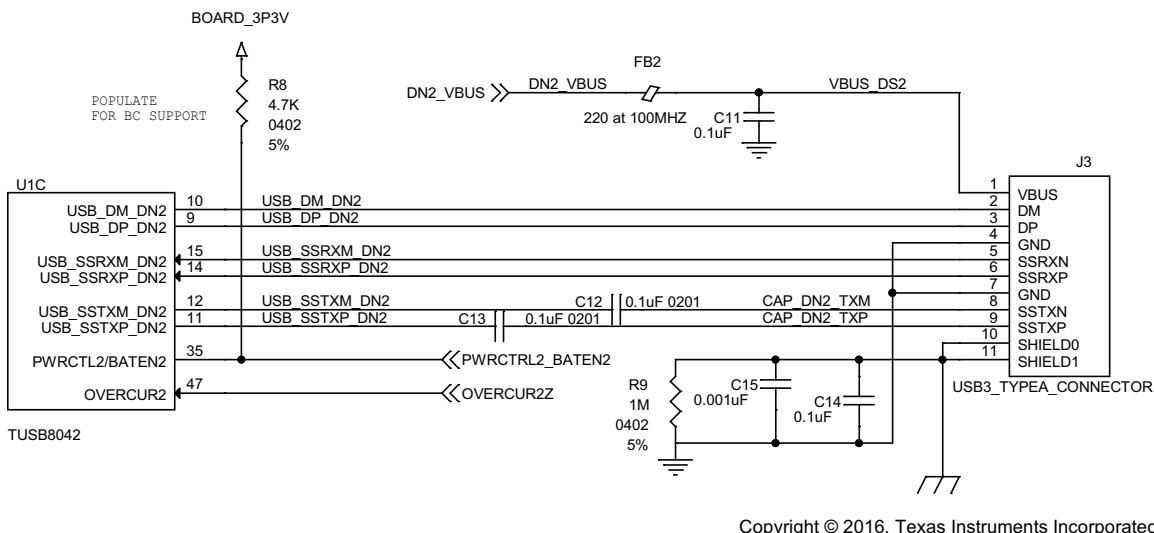 BOARD_3P3V
R8
4.7K
0402
5%
POPULATE
FOR BC SUPPORT
FB2
DN2_VBUS
DN2_VBUS
VBUS_DS2
220 at 100MHZ
C11
0.1uF
J3
U1C
USB_DM_DN2
10
USB_DM_DN2
1
VBUS
2
DM
USB_DP_DN2
9
USB_DP_DN2
3
DP
4
GND
USB_SSRXM_DN2
15
USB_SSRXM_DN2
5
SSRXN
USB_SSRXP_DN2
14
USB_SSRXP_DN2
6
SSRXP
7
GND
USB_SSTXM_DN2
12
USB_SSTXM_DN2
C12
0.1uF 0201
CAP_DN2_TXM
8
SSTXN
USB_SSTXP_DN2
11
USB_SSTXP_DN2
C13
0.1uF 0201
CAP_DN2_TXP
9
SSTXP
10
SHIELD0
PWRCTL2/BATEN2
35
PWRCTRL2_BATEN2
11
SHIELD1
OVERCUR2
47
OVERCUR2Z
USB3_TYPEA_CONNECTOR
R9
1M
0402
5%
C15
0.001uF
C14
0.1uF
TUSB8042
Copyright © 2016, Texas Instruments Incorporated